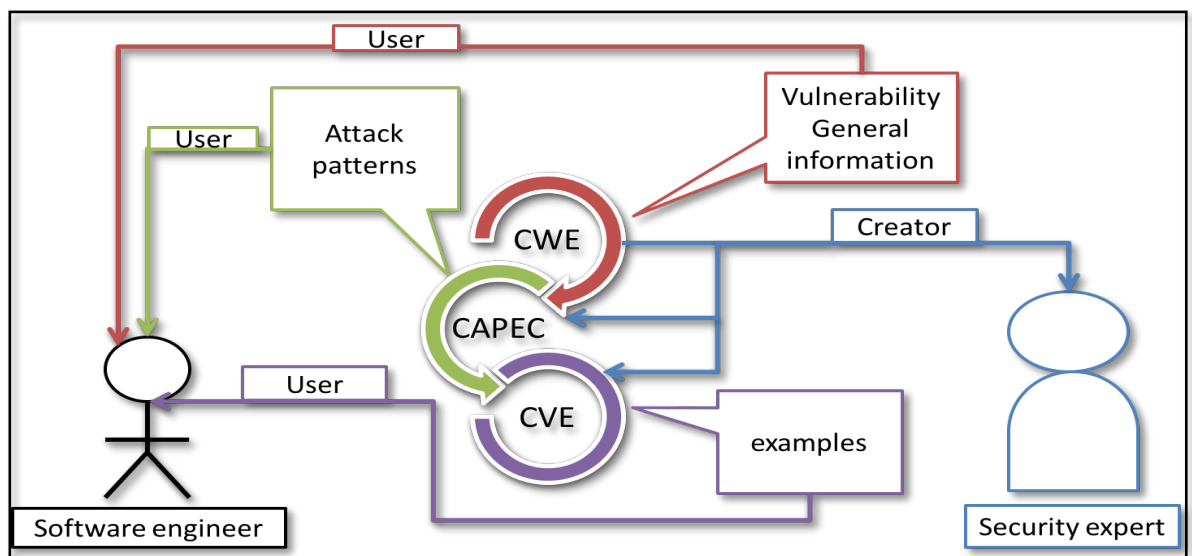 User
Vulnerability
General
information
User
Attack
patterns
CWE
Creator
CAPEC
User
CVE
examples
Software engineer
Security expert